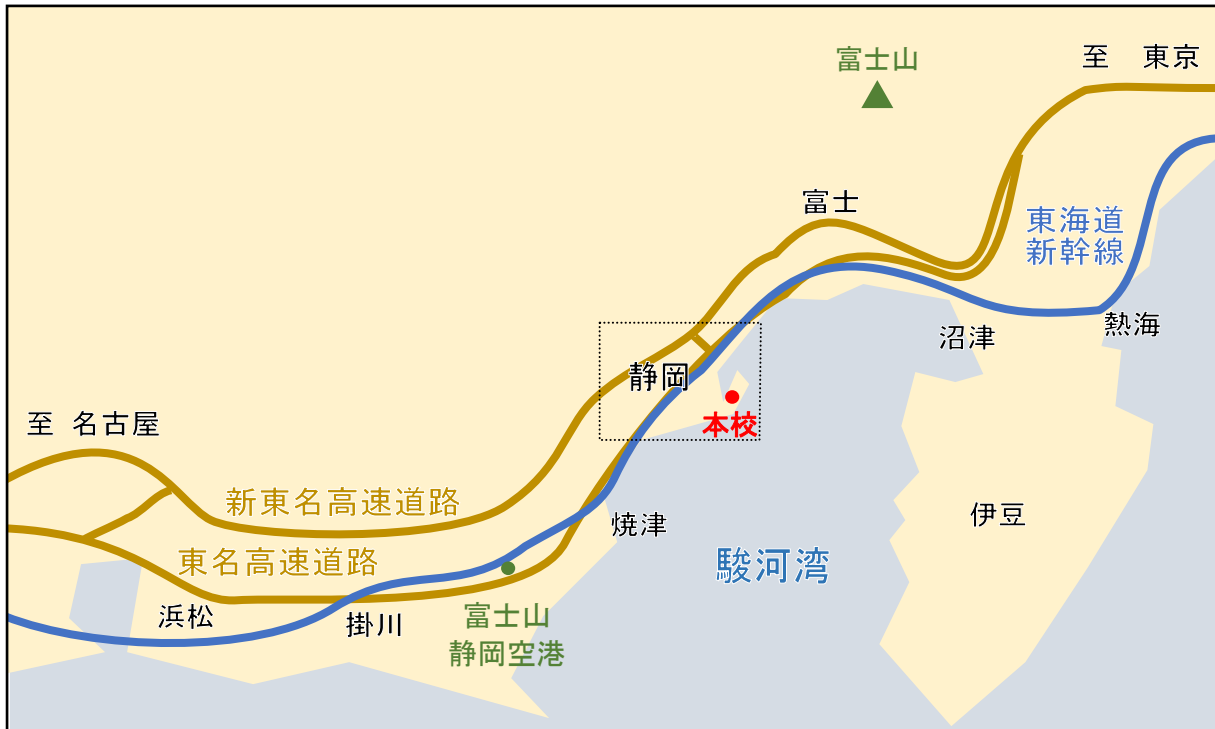 富士山
至 東京
富士
東海道
新幹線
熱海
沼津
静岡
本校
至 名古屋
新東名高速道路
焼津
伊豆
東名高速道路
駿河湾
浜松
掛川
富士山
静岡空港